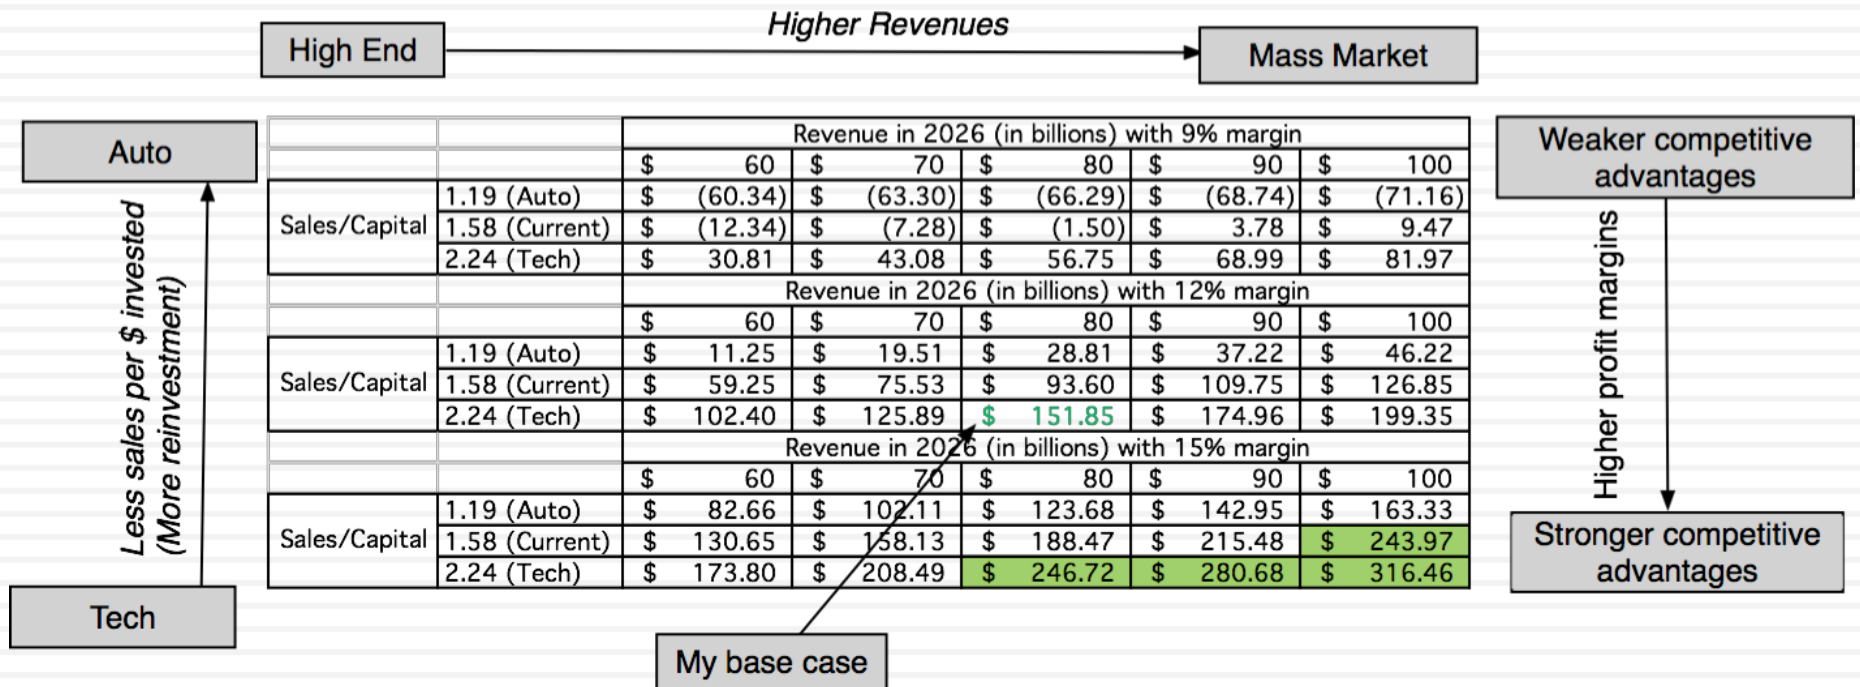 Higher Revenues
High End
Mass Market
Auto
Weaker competitive
advantages
Revenue in 2026 (in billions) with 9% margin
$ 60 $ 70 $ 80 $ 90 $ 100
Sales/Capital
1.19 (Auto) $ (60.34) $ (63.30) $ (66.29) $ (68.74) $ (71.16)
1.58 (Current) $ (12.34) $ (7.28) $ (1.50) $ 3.78 $ 9.47
2.24 (Tech) $ 30.81 $ 43.08 $ 56.75 $ 68.99 $ 81.97
Revenue in 2026 (in billions) with 12% margin
$ 60 $ 70 $ 80 $ 90 $ 100
Sales/Capital
1.19 (Auto) $ 11.25 $ 19.51 $ 28.81 $ 37.22 $ 46.22
1.58 (Current) $ 59.25 $ 75.53 $ 93.60 $ 109.75 $ 126.85
2.24 (Tech) $ 102.40 $ 125.89 $ 151.85 $ 174.96 $ 199.35
Revenue in 2026 (in billions) with 15% margin
$ 60 $ 70 $ 80 $ 90 $ 100
Sales/Capital
1.19 (Auto) $ 82.66 $ 102.11 $ 123.68 $ 142.95 $ 163.33
1.58 (Current) $ 130.65 $ 158.13 $ 188.47 $ 215.48 $ 243.97
2.24 (Tech) $ 173.80 $ 208.49 $ 246.72 $ 280.68 $ 316.46
Less sales per $ invested
(More reinvestment)
Higher profit margins
Stronger competitive
advantages
Tech
My base case